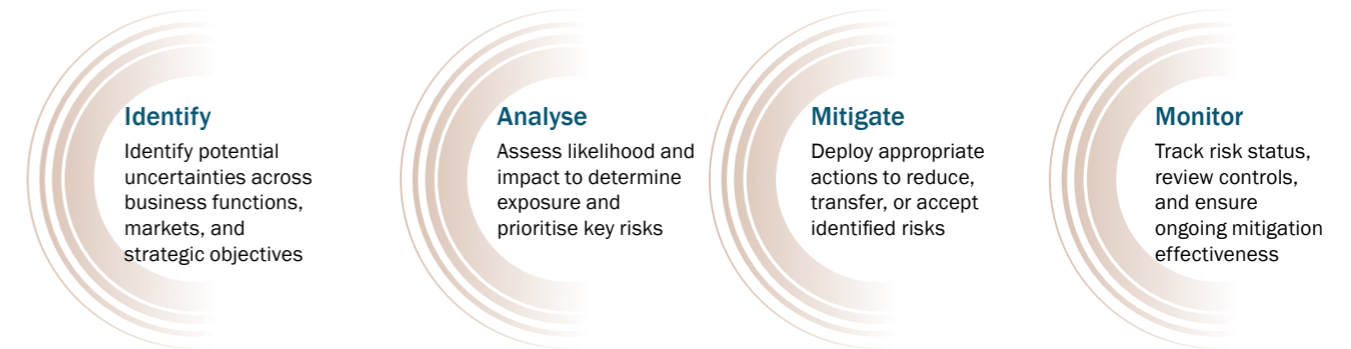 Identify
Identify potential
uncertainties across
business functions,
markets, and
strategic objectives
Analyse
Assess likelihood and
impact to determine
exposure and
prioritise key risks
Mitigate
Deploy appropriate
actions to reduce,
transfer, or accept
identified risks
Monitor
Track risk status,
review controls,
and ensure
ongoing mitigation
effectiveness